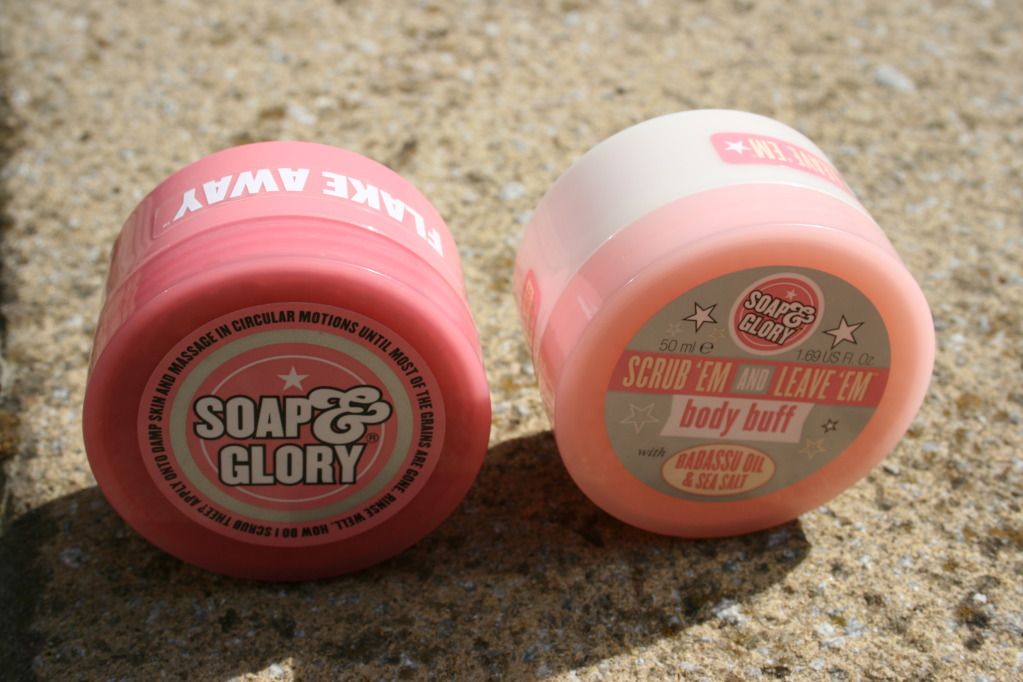 FLAKE AWAY
HOW DO I SCRUB THEE? APPLY ONTO DAMP SKIN AND MASSAGE IN CIRCULAR MOTIONS UNTIL MOST OF THE GRAINS ARE GONE. RINSE WELL.
SOAP&
GLORY®
LEAVE 'EM
SOAP&
GLORY
50 ml e 1.69 US Fl. Oz
SCRUB 'EM AND LEAVE 'EM™
body buff
with
BABASSU OIL
& SEA SALT